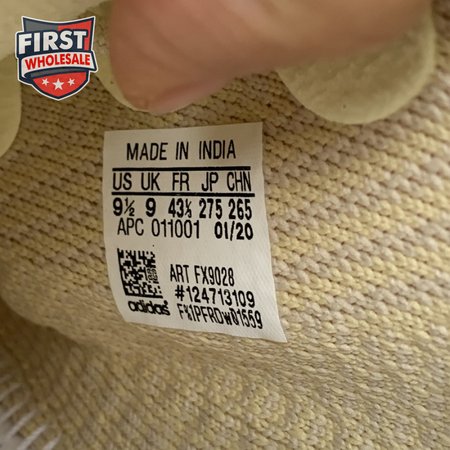 FIRST
WHOLESALE
MADE IN INDIA
US UK FR JP CHN
9½ 9 43⅓ 275 265
APC 011001 01/20
ART FX9028
#124713109
adidas